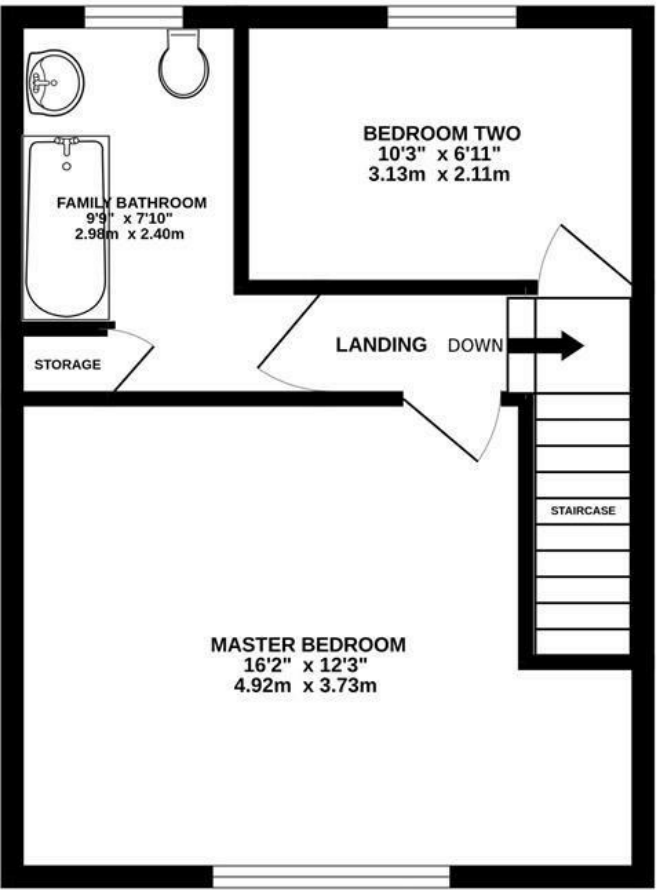 BEDROOM TWO
10'3" x 6'11"
3.13m x 2.11m
FAMILY BATHROOM
9'9" x 7'10"
2.98m x 2.40m
STORAGE
LANDING DOWN
STAIRCASE
MASTER BEDROOM
16'2" x 12'3"
4.92m x 3.73m